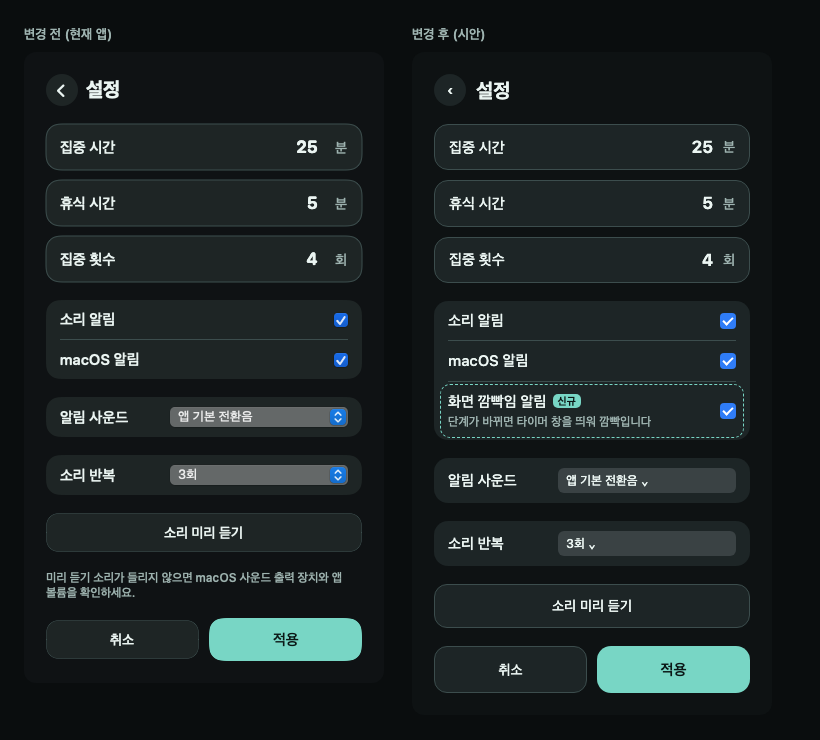 변경 전 (현재 앱)
설정
집중 시간 25 분
휴식 시간 5 분
집중 횟수 4 회
소리 알림
macOS 알림
알림 사운드 앱 기본 전환음
소리 반복 3회
소리 미리 듣기
미리 듣기 소리가 들리지 않으면 macOS 사운드 출력 장치와 앱
볼륨을 확인하세요.
취소 적용
변경 후 (시안)
설정
집중 시간 25 분
휴식 시간 5 분
집중 횟수 4 회
소리 알림
macOS 알림
화면 깜빡임 알림 신규
단계가 바뀌면 타이머 창을 띄워 깜빡입니다
알림 사운드 앱 기본 전환음
소리 반복 3회
소리 미리 듣기
취소 적용